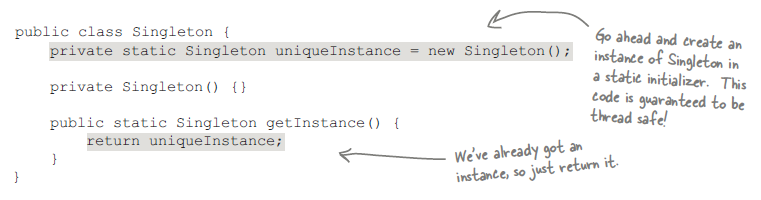 public class Singleton {
private static Singleton uniqueInstance = new Singleton();
private Singleton() {}
public static Singleton getInstance() {
return uniqueInstance;
}
}
Go ahead and create an
instance of Singleton in
a static initializer. This
code is guaranteed to be
thread safe!
We've already got an
instance, so just return it.